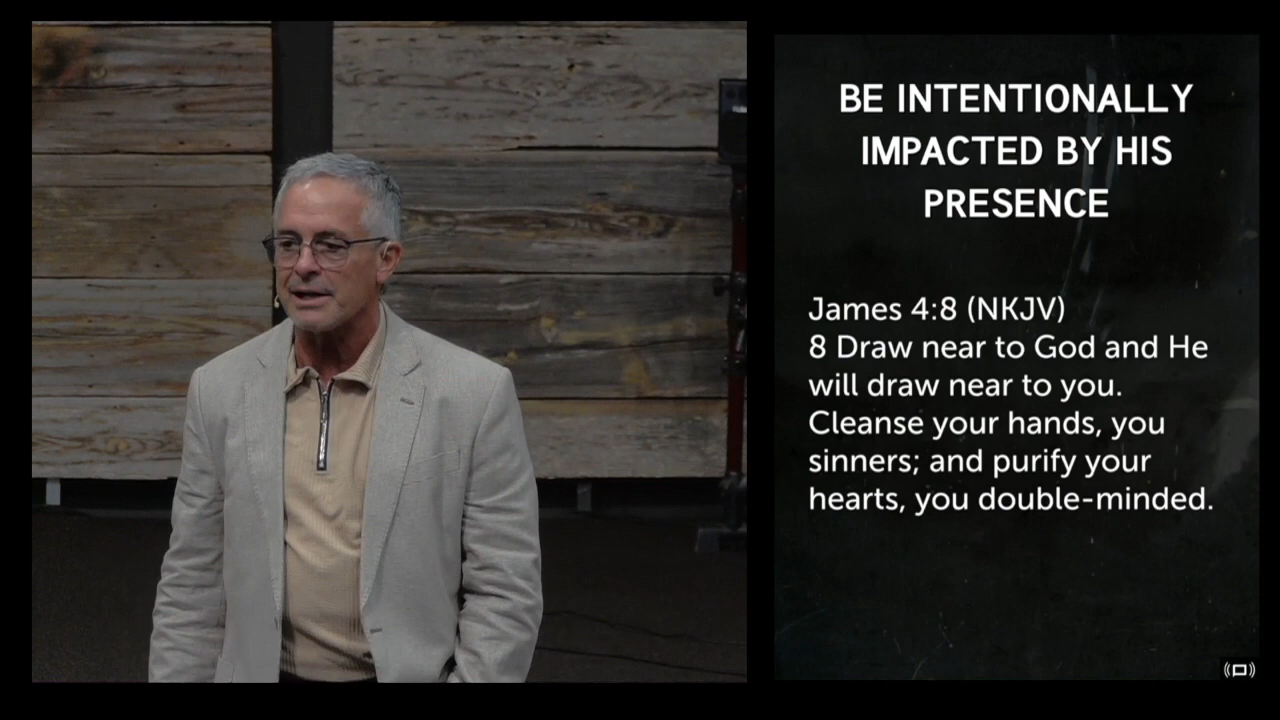 BE INTENTIONALLY
IMPACTED BY HIS
PRESENCE
James 4:8 (NKJV)
8 Draw near to God and He
will draw near to you.
Cleanse your hands, you
sinners; and purify your
hearts, you double-minded.